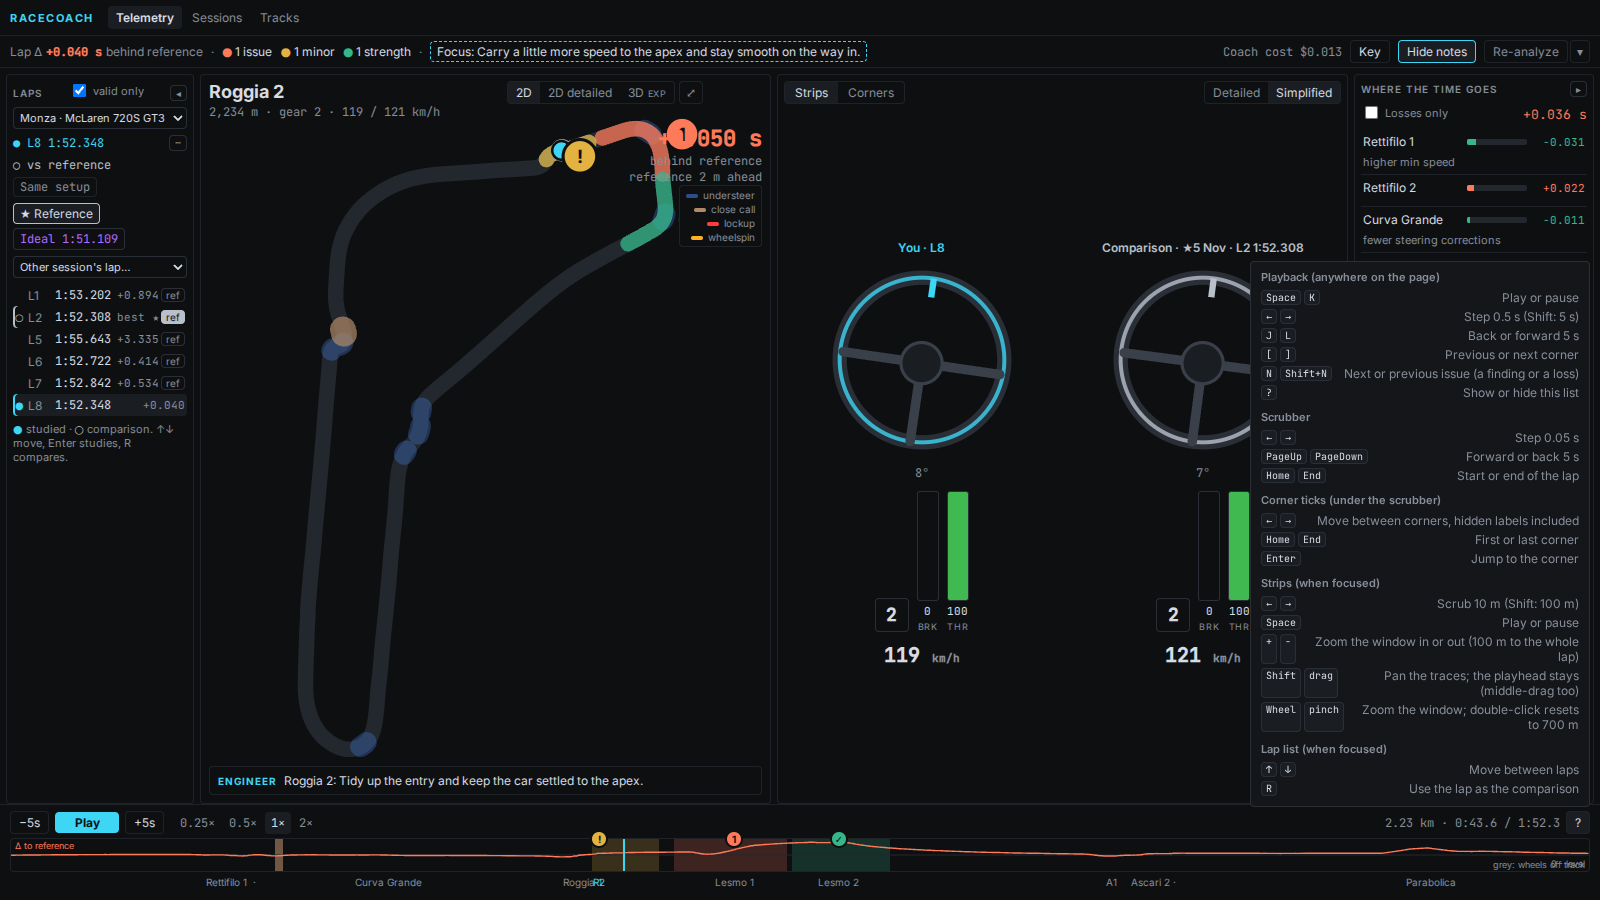 RACECOACH Telemetry Sessions Tracks
Lap Δ +0.040 s behind reference · 1 issue 1 minor 1 strength · Focus: Carry a little more speed to the apex and stay smooth on the way in.
Coach cost $0.013 Key Hide notes Re-analyze ▾
LAPS valid only ◂
Monza · McLaren 720S GT3
L8 1:52.348
vs reference
Same setup
★ Reference
Ideal 1:51.109
Other session's lap...
L1 1:53.202 +0.894 ref
L2 1:52.308 best ★ ref
L5 1:55.643 +3.335 ref
L6 1:52.722 +0.414 ref
L7 1:52.842 +0.534 ref
L8 1:52.348 +0.040
● studied · ○ comparison. ↑↓
move, Enter studies, R
compares.
Roggia 2
2,234 m · gear 2 · 119 / 121 km/h
2D 2D detailed 3D EXP ⤢
! 1
050 s
behind reference
reference 2 m ahead
understeer
close call
lockup
wheelspin
ENGINEER Roggia 2: Tidy up the entry and keep the car settled to the apex.
Strips Corners
Detailed Simplified
You · L8
8°
2
0 100
BRK THR
119 km/h
Comparison · ★5 Nov · L2 1:52.308
7°
2
0 100
BRK THR
121 km/h
WHERE THE TIME GOES ▸
Losses only +0.036 s
Rettifilo 1 -0.031
higher min speed
Rettifilo 2 +0.022
Curva Grande -0.011
fewer steering corrections
Playback (anywhere on the page)
Space K Play or pause
← → Step 0.5 s (Shift: 5 s)
J L Back or forward 5 s
[ ] Previous or next corner
N Shift+N Next or previous issue (a finding or a loss)
? Show or hide this list
Scrubber
← → Step 0.05 s
PageUp PageDown Forward or back 5 s
Home End Start or end of the lap
Corner ticks (under the scrubber)
← → Move between corners, hidden labels included
Home End First or last corner
Enter Jump to the corner
Strips (when focused)
← → Scrub 10 m (Shift: 100 m)
Space Play or pause
+ - Zoom the window in or out (100 m to the whole
lap)
Shift drag Pan the traces; the playhead stays
(middle-drag too)
Wheel pinch Zoom the window; double-click resets
to 700 m
Lap list (when focused)
↑ ↓ Move between laps
R Use the lap as the comparison
−5s Play +5s 0.25× 0.5× 1× 2×
2.23 km · 0:43.6 / 1:52.3 ?
Δ to reference
! 1 ✓
grey: wheels off track
Rettifilo 1 · Curva Grande Roggia R2 Lesmo 1 Lesmo 2 A1 Ascari 2 · Parabolica